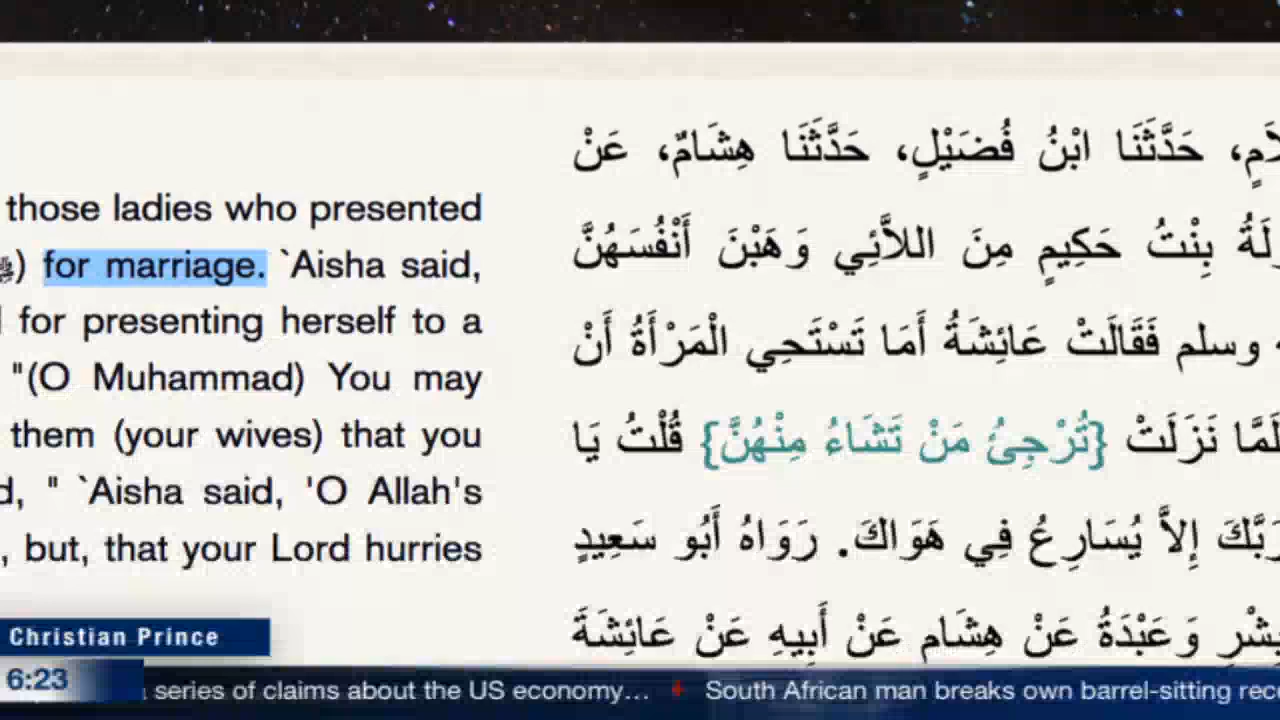 those ladies who presented
for marriage. `Aisha said,
for presenting herself to a
"(O Muhammad) You may
them (your wives) that you
" `Aisha said, 'O Allah's
, but, that your Lord hurries
حَدَّثَنَا ابْنُ فُضَيْلٍ، حَدَّثَنَا هِشَامٌ، عَنْ
بِنْتُ حَكِيمٍ مِنَ اللاَّئِي وَهَبْنَ أَنْفُسَهُنَّ
وسلم فَقَالَتْ عَائِشَةُ أَمَا تَسْتَحِي الْمَرْأَةُ أَنْ
نَزَلَتْ {تُرْجِئُ مَنْ تَشَاءُ مِنْهُنَّ} قُلْتُ يَا
إِلاَّ يُسَارِعُ فِي هَوَاكَ. رَوَاهُ أَبُو سَعِيدٍ
وَعَبْدَةُ عَنْ هِشَامٍ عَنْ أَبِيهِ عَنْ عَائِشَةَ
Christian Prince
6:23
series of claims about the US economy... South African man breaks own barrel-sitting